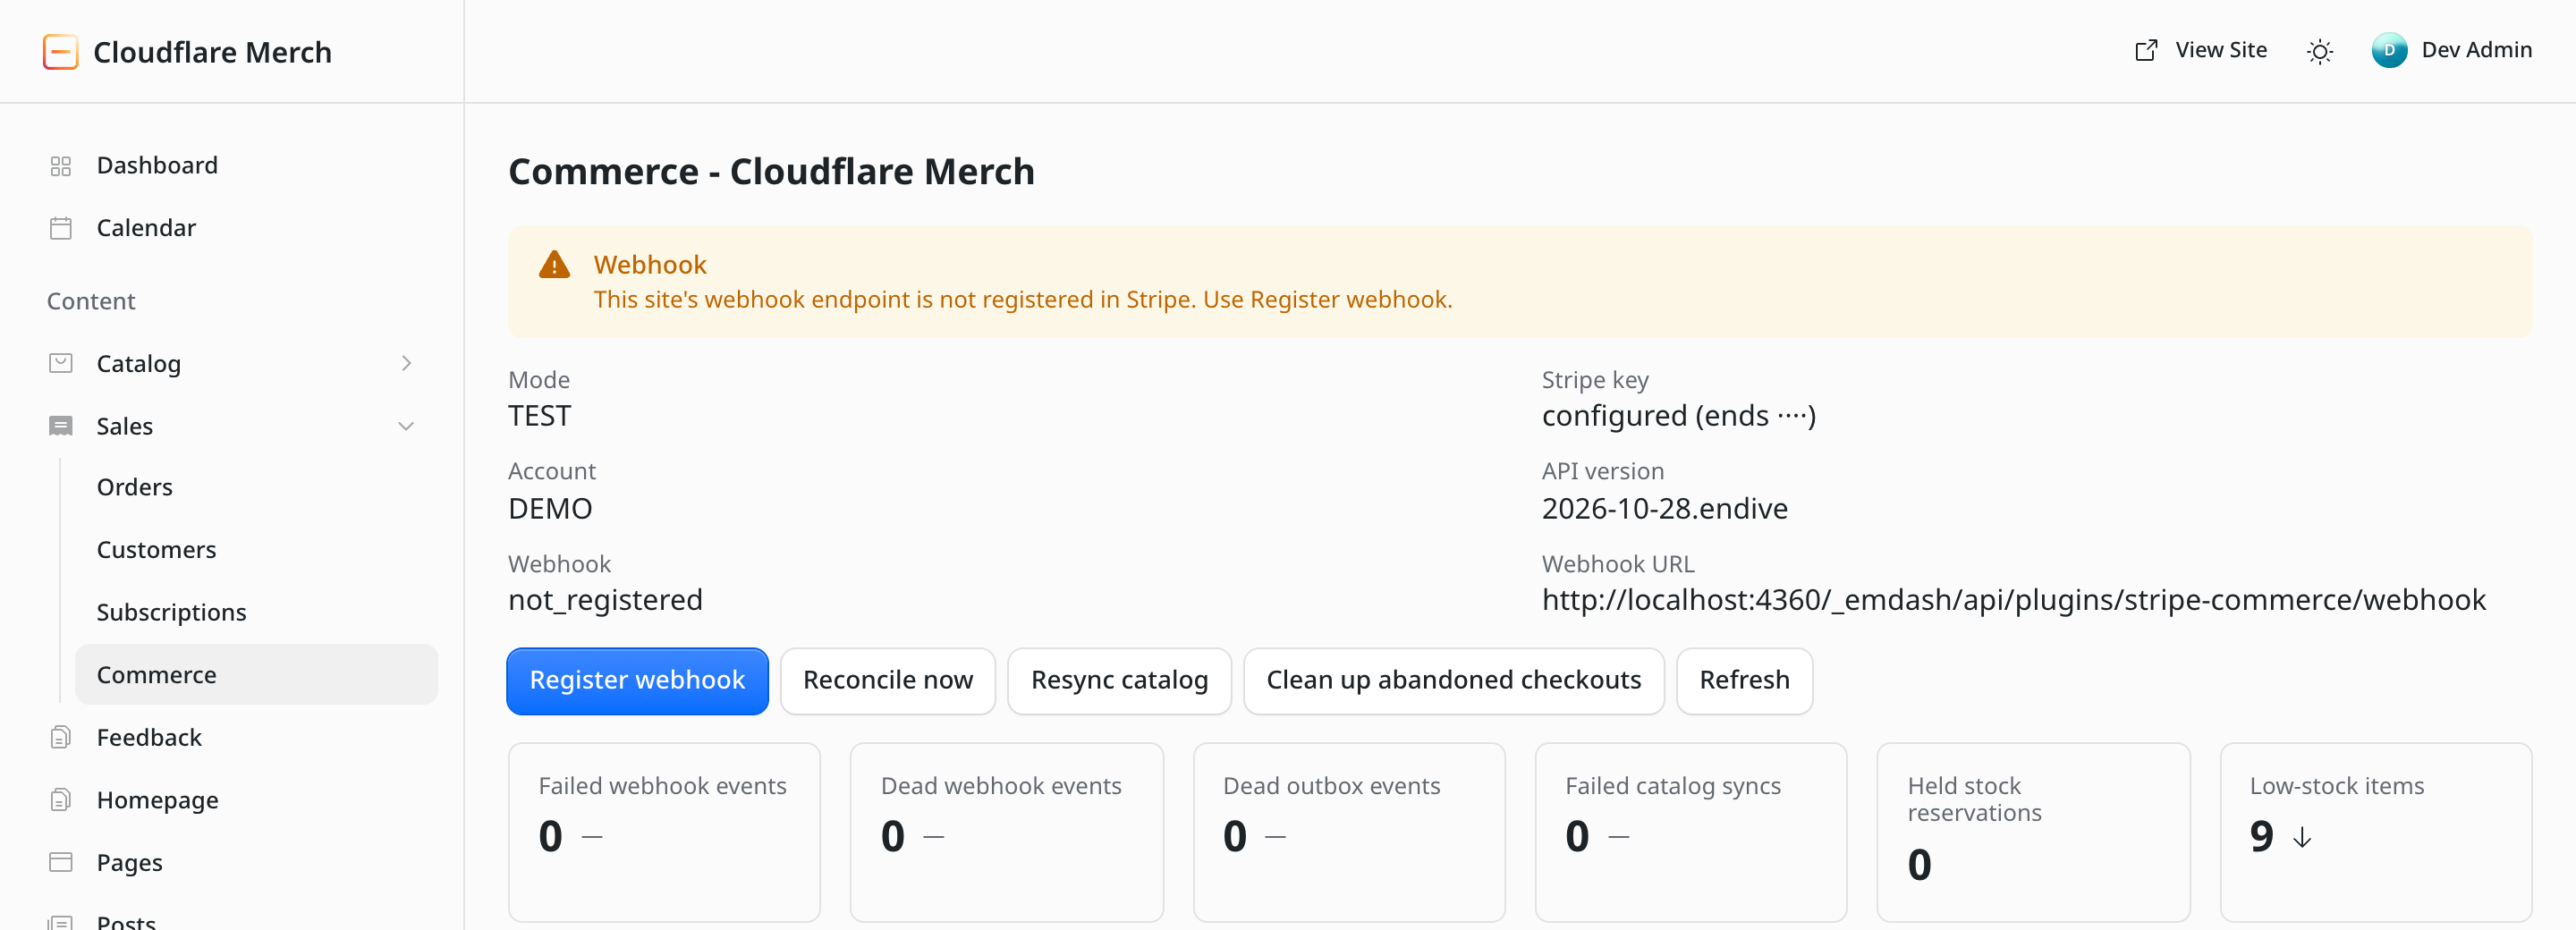 Cloudflare Merch
View Site
D
Dev Admin
Dashboard
Calendar
Content
Catalog
Sales
Orders
Customers
Subscriptions
Commerce
Feedback
Homepage
Pages
Posts
Commerce - Cloudflare Merch
Webhook
This site's webhook endpoint is not registered in Stripe. Use Register webhook.
Mode
TEST
Stripe key
configured (ends ····)
Account
DEMO
API version
2026-10-28.endive
Webhook
not_registered
Webhook URL
http://localhost:4360/_emdash/api/plugins/stripe-commerce/webhook
Register webhook
Reconcile now
Resync catalog
Clean up abandoned checkouts
Refresh
Failed webhook events
0 —
Dead webhook events
0 —
Dead outbox events
0 —
Failed catalog syncs
0 —
Held stock
reservations
0
Low-stock items
9 ↓